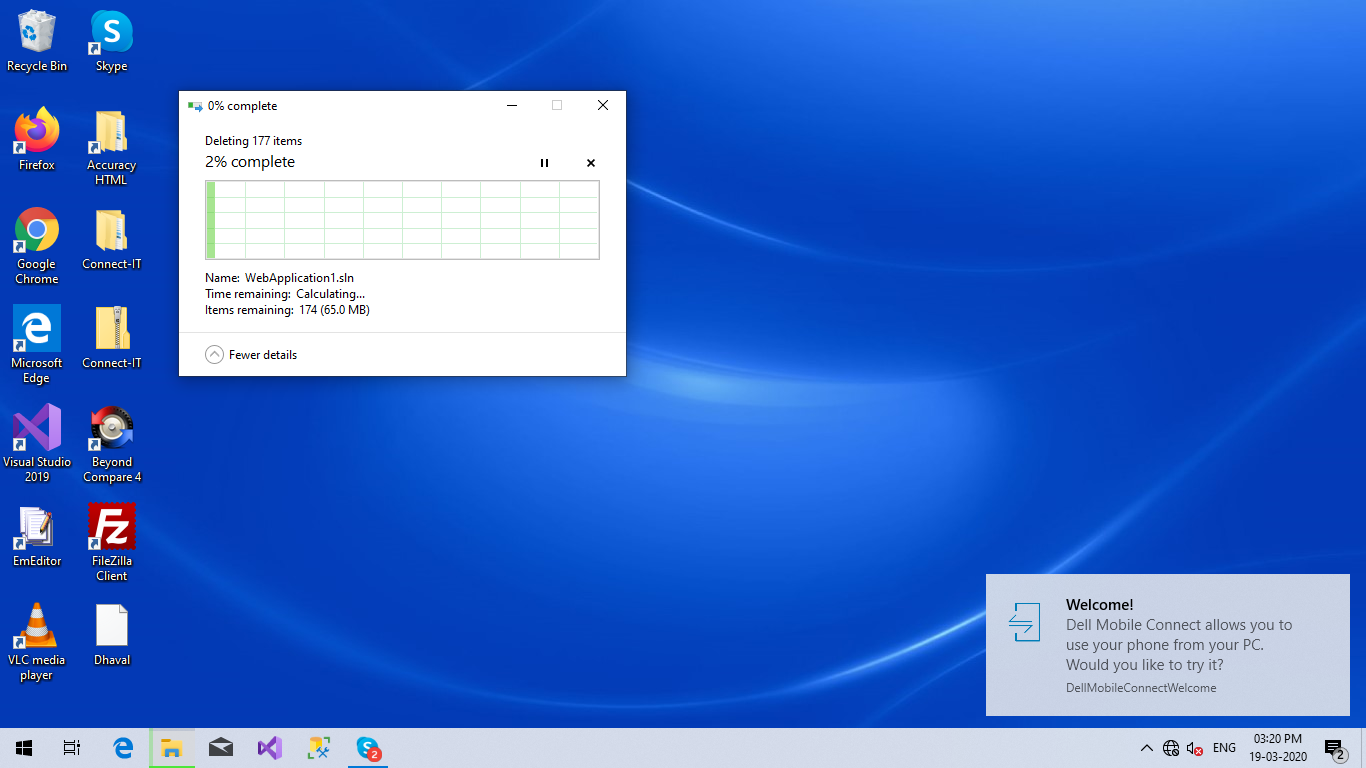 Recycle Bin
Skype
Firefox
Accuracy
HTML
Google
Chrome
Connect-IT
Microsoft
Edge
Connect-IT
Visual Studio
2019
Beyond
Compare 4
EmEditor
FileZilla
Client
VLC media
player
Dhaval
0% complete
Deleting 177 items
2% complete
Name: WebApplication1.sln
Time remaining: Calculating...
Items remaining: 174 (65.0 MB)
Fewer details
Welcome!
Dell Mobile Connect allows you to
use your phone from your PC.
Would you like to try it?
DellMobileConnectWelcome
2
ENG
03:20 PM
19-03-2020
2